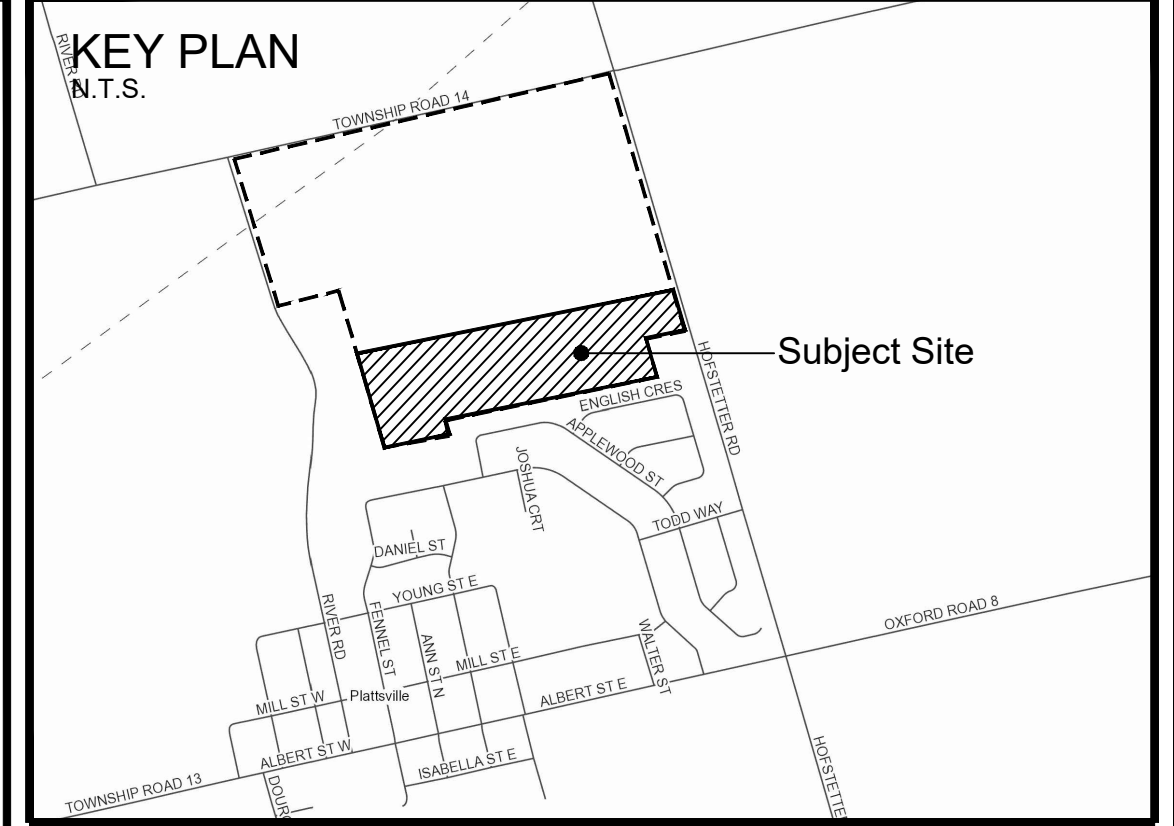 KEY PLAN
N.T.S.
TOWNSHIP ROAD 14
Subject Site
HOFSTETTER RD
ENGLISH CRES
APPLEWOOD ST
JOSHUA CRT
TODD WAY
DANIEL ST
YOUNG ST E
RIVER RD
FENNEL ST
ANN ST N
MILL ST E
WALTER ST
OXFORD ROAD 8
MILL ST W
Plattsville
ALBERT ST E
ALBERT ST W
ISABELLA ST E
TOWNSHIP ROAD 13